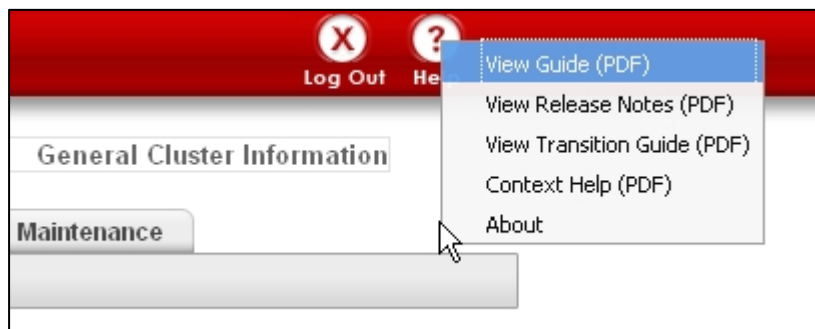 X
?
Log Out
He
View Guide (PDF)
View Release Notes (PDF)
View Transition Guide (PDF)
Context Help (PDF)
About
General Cluster Information
Maintenance